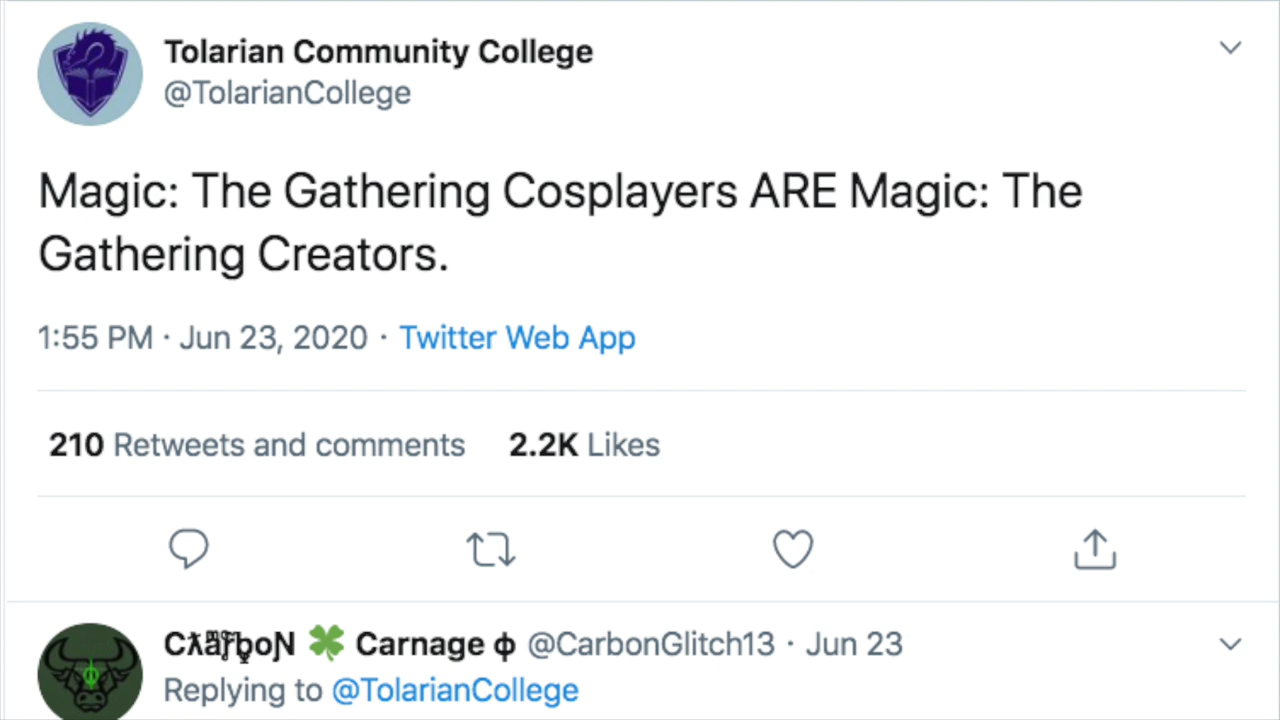 Tolarian Community College
@TolarianCollege
Magic: The Gathering Cosplayers ARE Magic: The
Gathering Creators.
1:55 PM · Jun 23, 2020 · Twitter Web App
210 Retweets and comments 2.2K Likes
Carnage ф @CarbonGlitch13 · Jun 23
Replying to @TolarianCollege